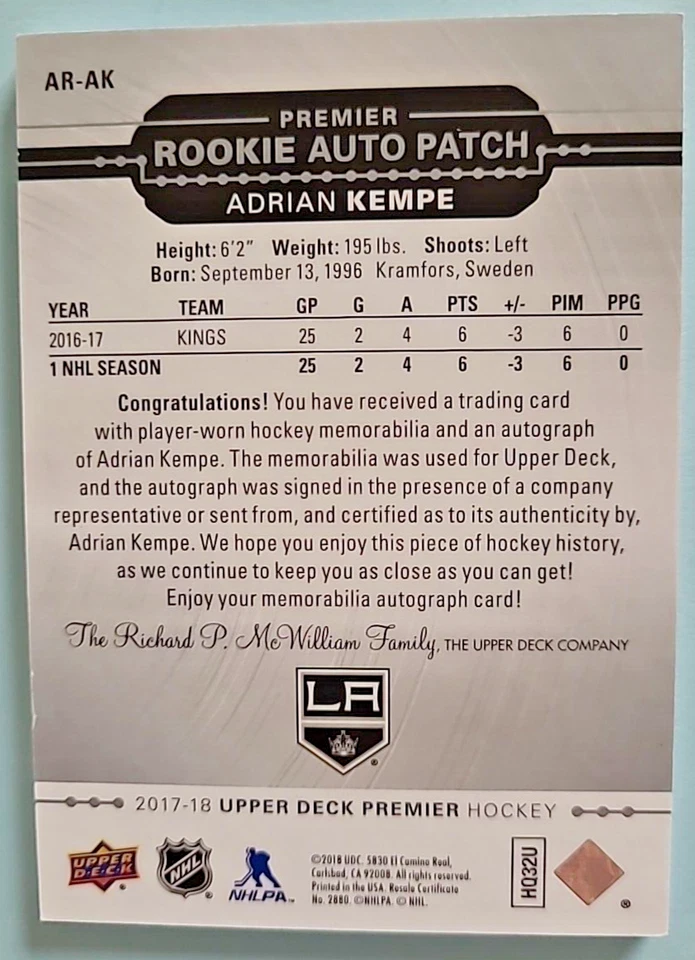 AR-AK
PREMIER
ROOKIE AUTO PATCH
ADRIAN KEMPE
Height: 6'2" Weight: 195 lbs. Shoots: Left
Born: September 13, 1996 Kramfors, Sweden
YEAR TEAM GP G A PTS +/- PIM PPG
2016-17 KINGS 25 2 4 6 -3 6 0
1 NHL SEASON 25 2 4 6 -3 6 0
Congratulations! You have received a trading card
with player-worn hockey memorabilia and an autograph
of Adrian Kempe. The memorabilia was used for Upper Deck,
and the autograph was signed in the presence of a company
representative or sent from, and certified as to its authenticity by,
Adrian Kempe. We hope you enjoy this piece of hockey history,
as we continue to keep you as close as you can get!
Enjoy your memorabilia autograph card!
The Richard P. McWilliam Family, THE UPPER DECK COMPANY
LA
®
2017-18 UPPER DECK PREMIER HOCKEY
UPPER
DECK
®
NHL
®
NHLPA™
©2018 UDC. 5830 El Camino Real,
Carlsbad, CA 92008. All rights reserved.
Printed in the USA. Resale Certificate
No. 2880. ©NHLPA. © NHL.
HQ32U
®